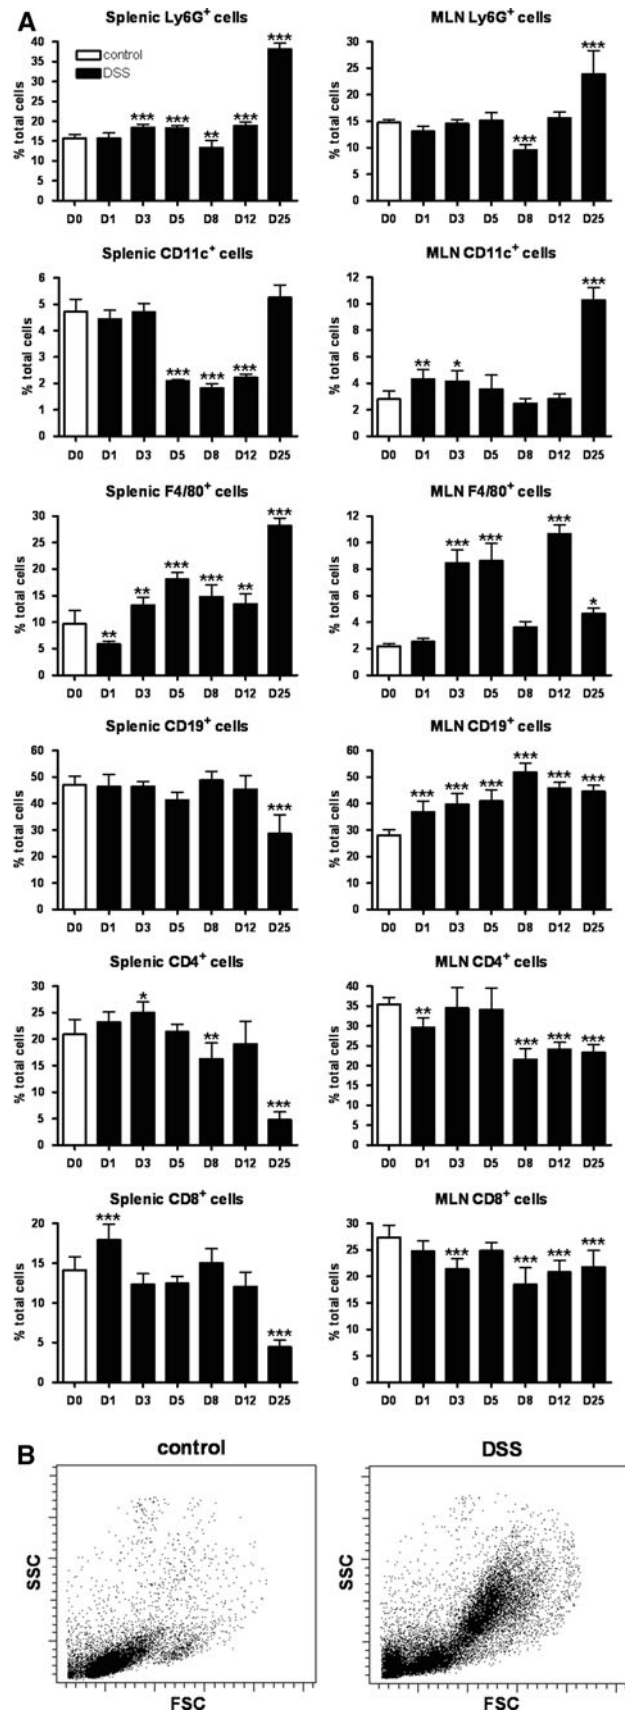 A
Splenic Ly6G+ cells
% total cells
40
35
30
25
20
15
10
5
0
control
DSS
*** *** ** *** ***
D0 D1 D3 D5 D8 D12 D25
MLN Ly6G+ cells
% total cells
30
25
20
15
10
5
0
*** ***
D0 D1 D3 D5 D8 D12 D25
Splenic CD11c+ cells
% total cells
6
5
4
3
2
1
0
*** *** ***
D0 D1 D3 D5 D8 D12 D25
MLN CD11c+ cells
% total cells
12
10
8
6
4
2
0
** * ***
D0 D1 D3 D5 D8 D12 D25
Splenic F4/80+ cells
% total cells
30
25
20
15
10
5
0
** ** *** *** ** ***
D0 D1 D3 D5 D8 D12 D25
MLN F4/80+ cells
% total cells
12
10
8
6
4
2
0
*** *** *** *
D0 D1 D3 D5 D8 D12 D25
Splenic CD19+ cells
% total cells
60
50
40
30
20
10
0
***
D0 D1 D3 D5 D8 D12 D25
MLN CD19+ cells
% total cells
60
50
40
30
20
10
0
*** *** *** *** *** ***
D0 D1 D3 D5 D8 D12 D25
Splenic CD4+ cells
% total cells
30
25
20
15
10
5
0
* ** ***
D0 D1 D3 D5 D8 D12 D25
MLN CD4+ cells
% total cells
40
35
30
25
20
15
10
5
0
** *** *** ***
D0 D1 D3 D5 D8 D12 D25
Splenic CD8+ cells
% total cells
20
15
10
5
0
*** ***
D0 D1 D3 D5 D8 D12 D25
MLN CD8+ cells
% total cells
30
25
20
15
10
5
0
*** *** *** ***
D0 D1 D3 D5 D8 D12 D25
B
control
SSC
FSC
DSS
SSC
FSC